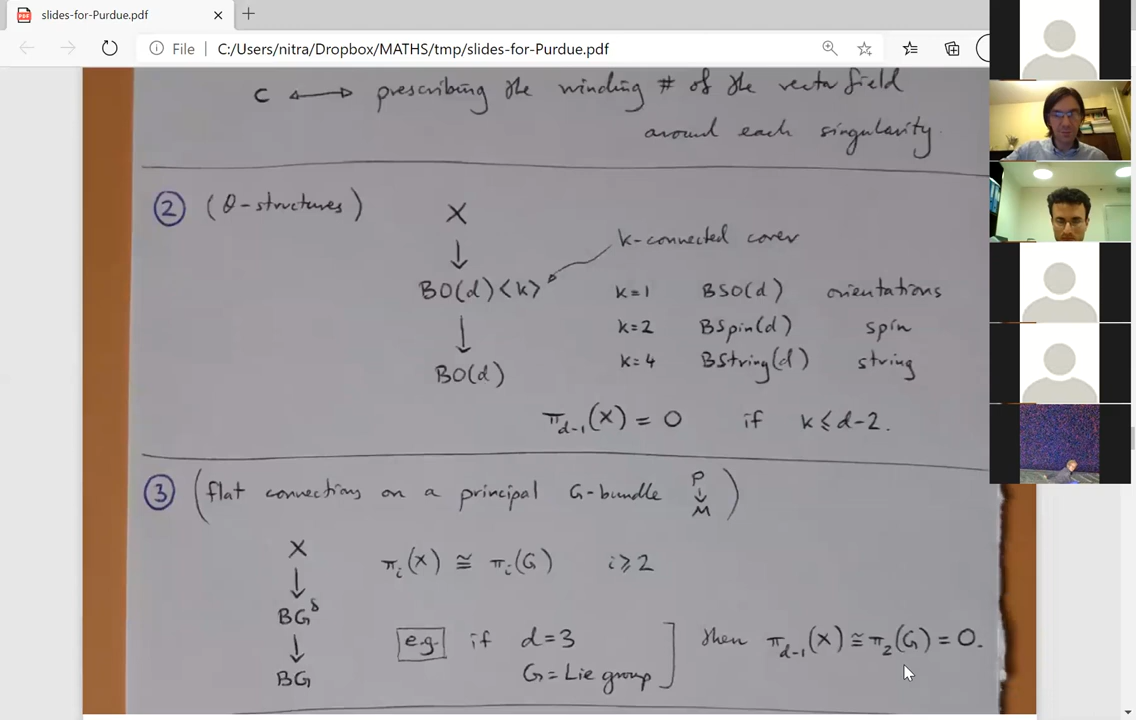 slides-for-Purdue.pdf
File C:/Users/nitra/Dropbox/MATHS/tmp/slides-for-Purdue.pdf
C ⟷ prescribing the winding # of the vector field
around each singularity.
② (θ-structures)
X
↓
k-connected cover
BO(d)<k>
k=1 BSO(d) orientations
↓
k=2 BSpin(d) spin
BO(d)
k=4 BString(d) string
π_{d-1}(X) = 0 if k ⩽ d-2.
③ (flat connections on a principal G-bundle P ↓ M)
X
π_i(X) ≅ π_i(G) i ⩾ 2
↓
BG^δ
↓
BG
e.g. if d=3
G = Lie group
then π_{d-1}(X) ≅ π_2(G) = 0.